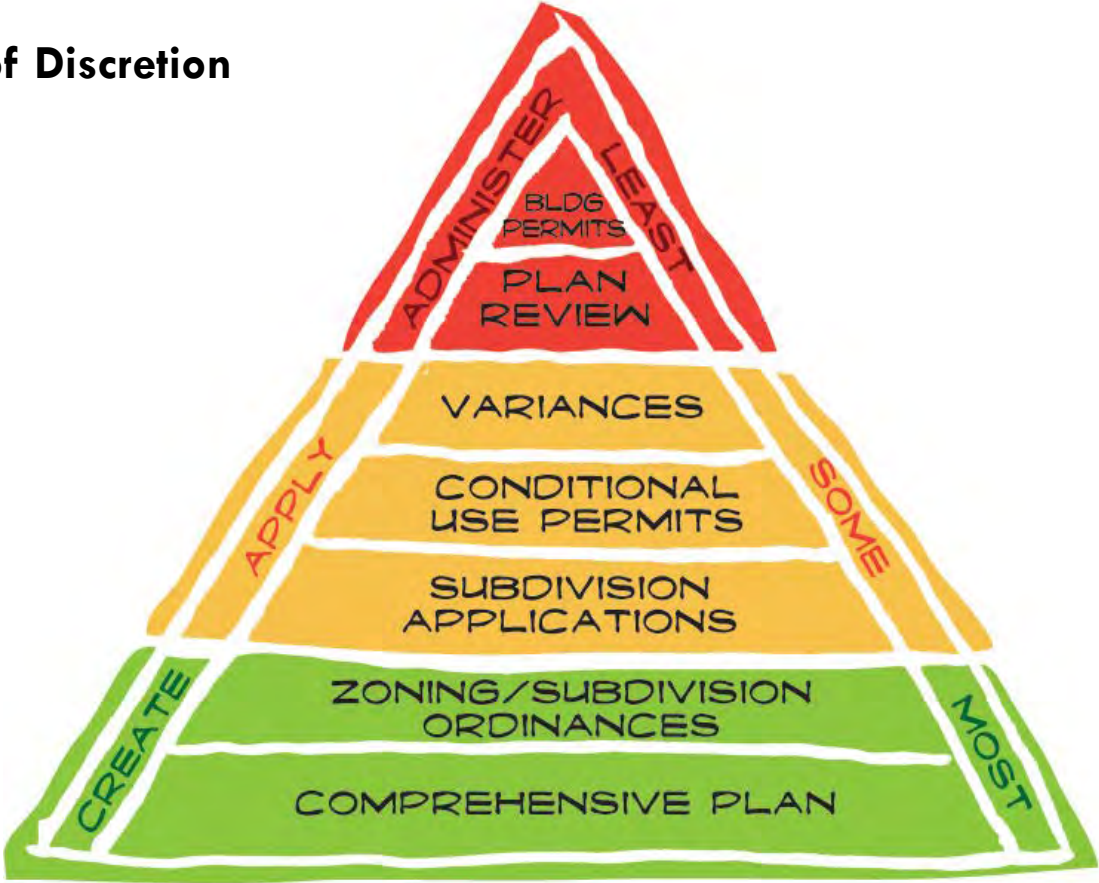 of Discretion
ADMINISTER
LEAST
BLDG
PERMITS
PLAN
REVIEW
APPLY
SOME
VARIANCES
CONDITIONAL
USE PERMITS
SUBDIVISION
APPLICATIONS
CREATE
MOST
ZONING/SUBDIVISION
ORDINANCES
COMPREHENSIVE PLAN